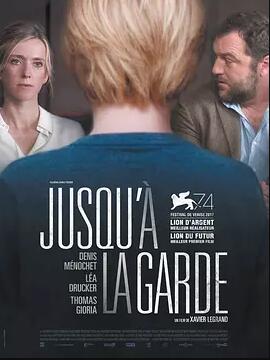 74
FESTIVAL DE VENISE 2017
LION D'ARGENT
MEILLEUR RÉALISATEUR
LION DU FUTUR
MEILLEUR PREMIER FILM
JUSQU'À
DENIS
MÉNOCHET
LÉA
DRUCKER
THOMAS
GIORIA
LA GARDE
UN FILM DE XAVIER LEGRAND